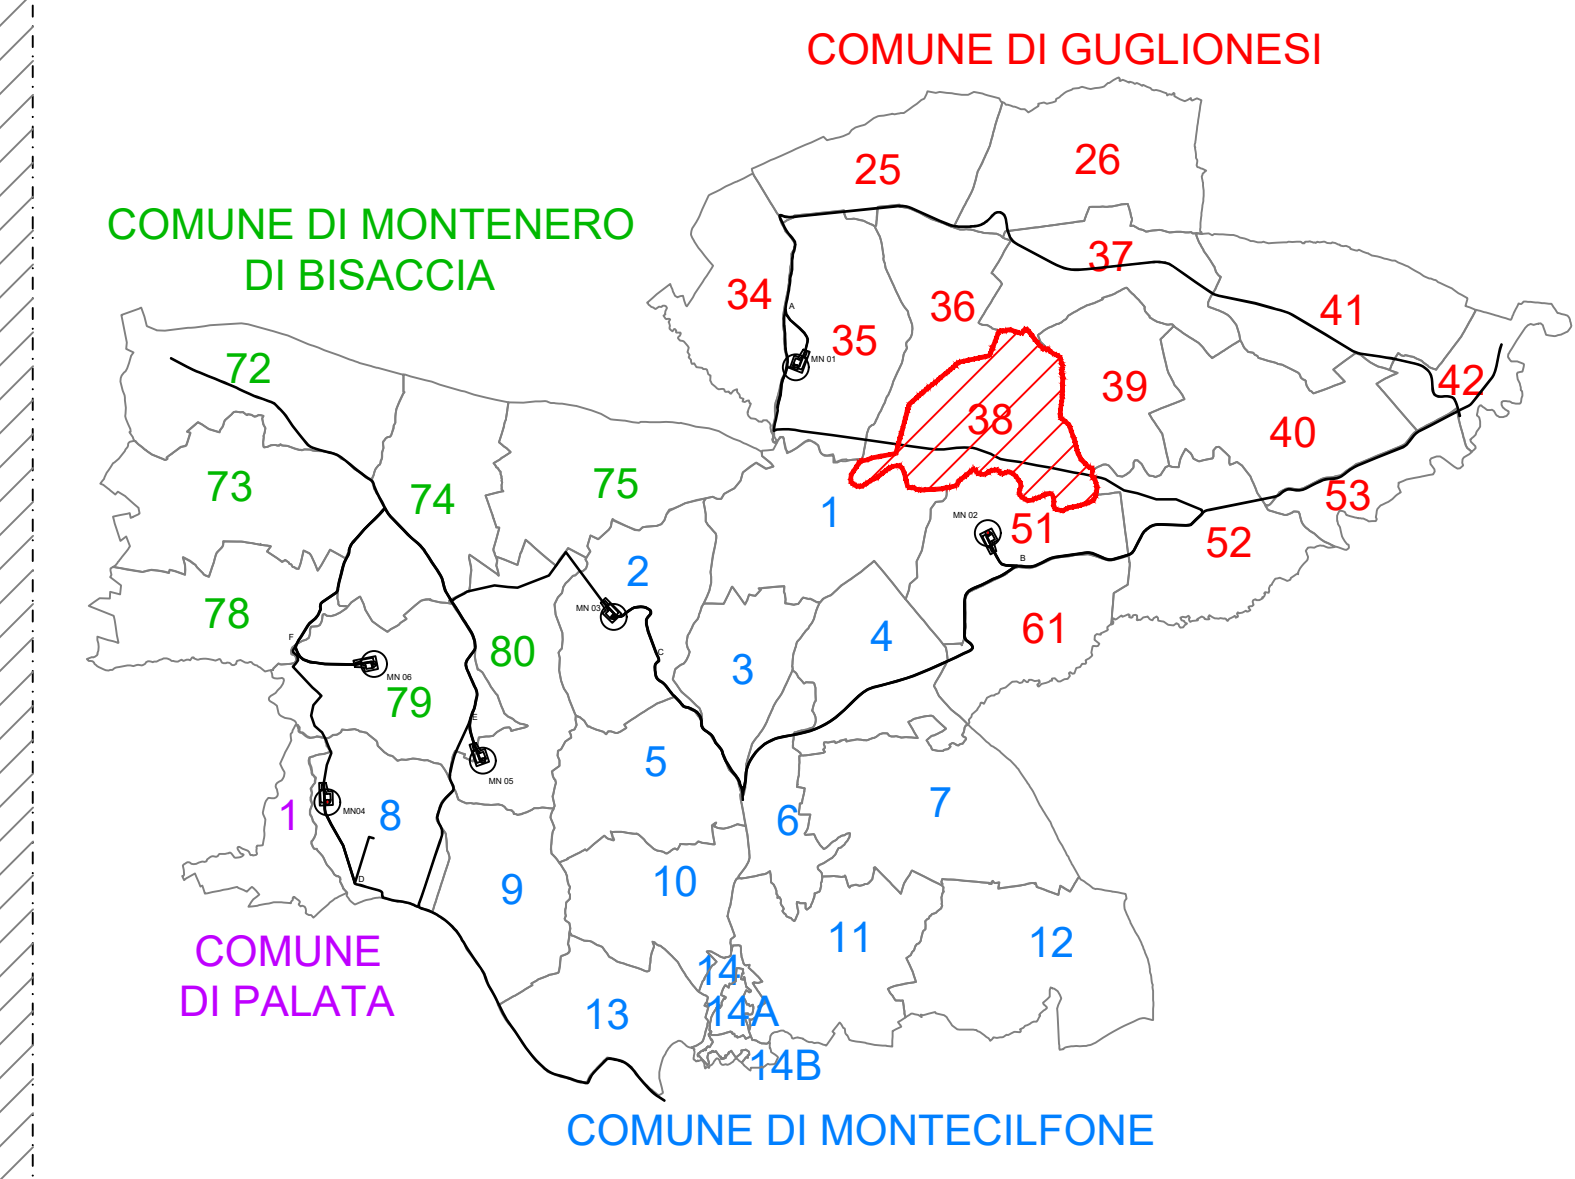 COMUNE DI GUGLIONESI
26
25
COMUNE DI MONTENERO
DI BISACCIA
37
34
36
41
A
35
MN 01
72
42
39
38
40
73
75
74
53
1
MN 02
51
52
B
2
78
MN 03
61
4
F
80
C
3
MN 06
79
E
5
MN 05
7
1
MN04
8
6
D
10
9
11
12
COMUNE
DI PALATA
14
14A
13
14B
COMUNE DI MONTECILFONE